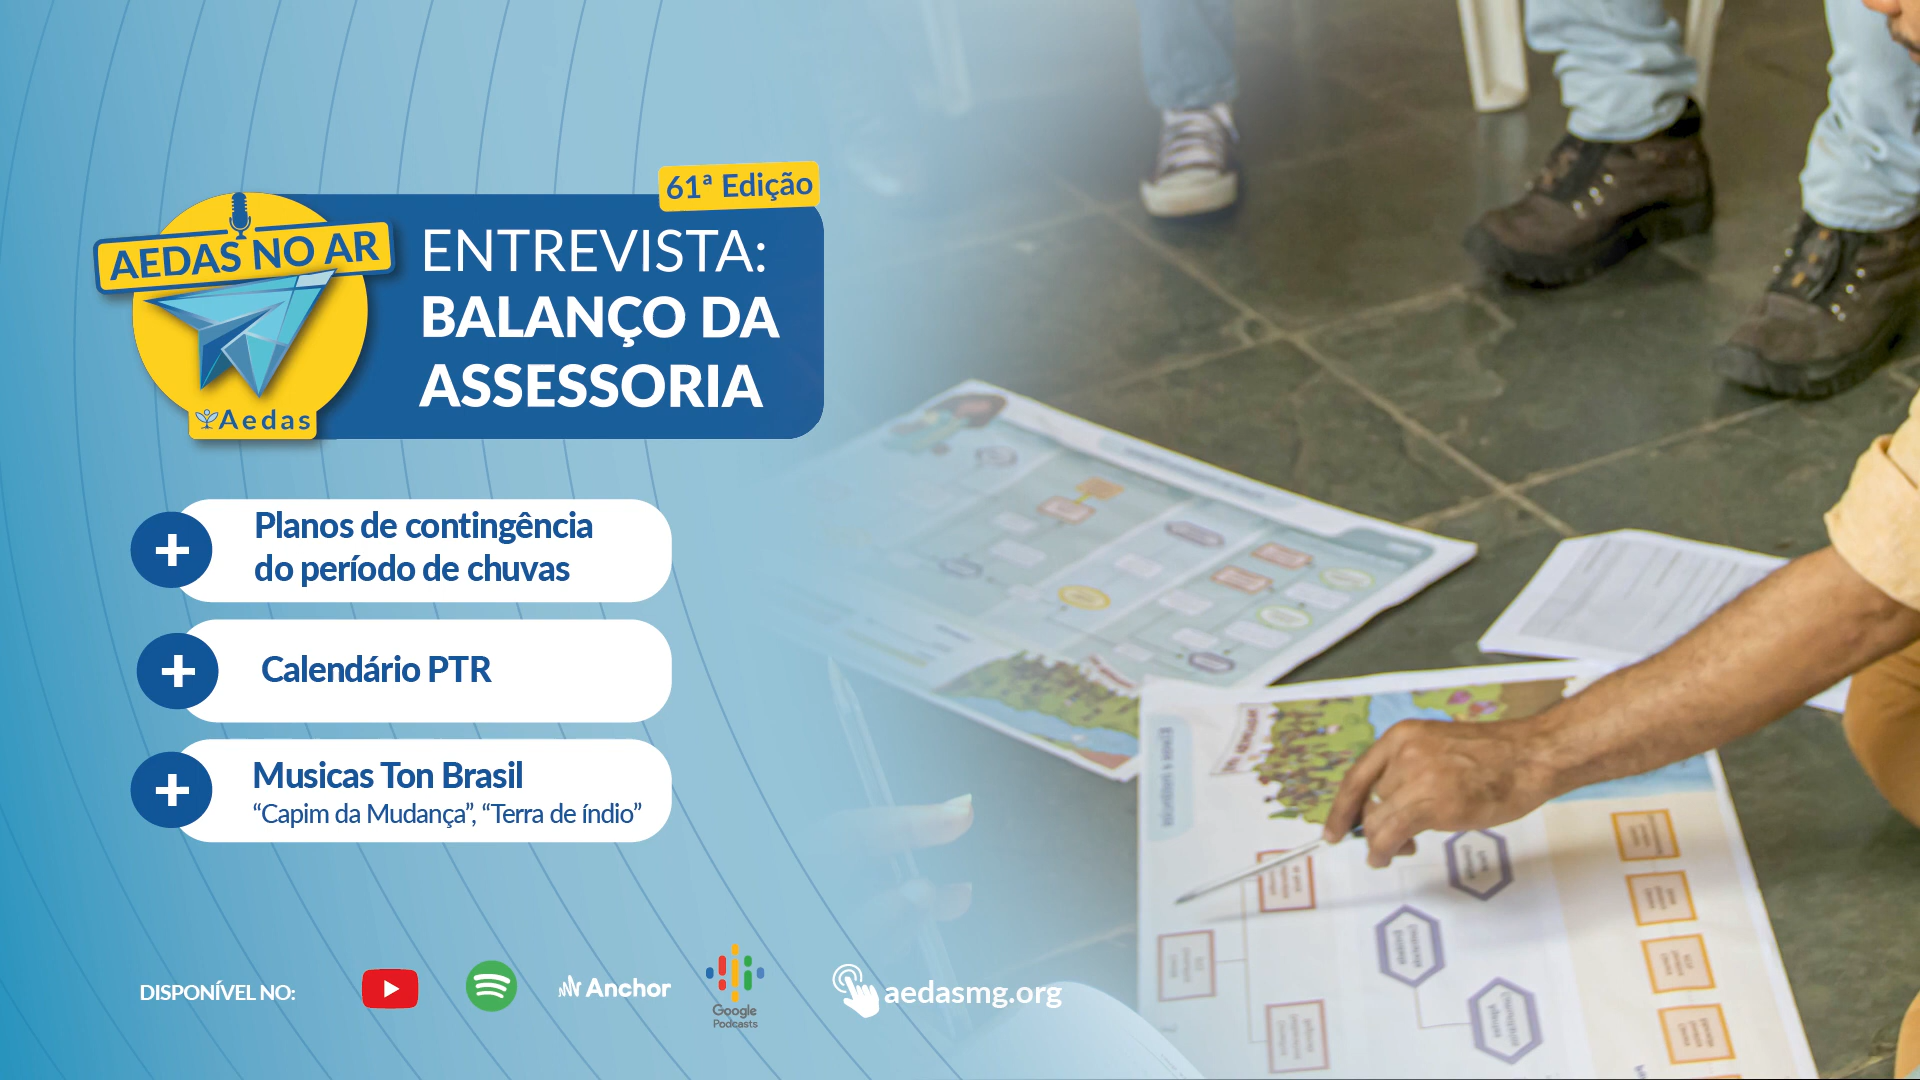 61ª Edição
AEDAS NO AR
Aedas
ENTREVISTA:
BALANÇO DA
ASSESSORIA
+ Planos de contingência
do período de chuvas
+ Calendário PTR
+ Musicas Ton Brasil
“Capim da Mudança”, “Terra de índio”
DISPONÍVEL NO:
Anchor
Google
Podcasts
aedasmg.org